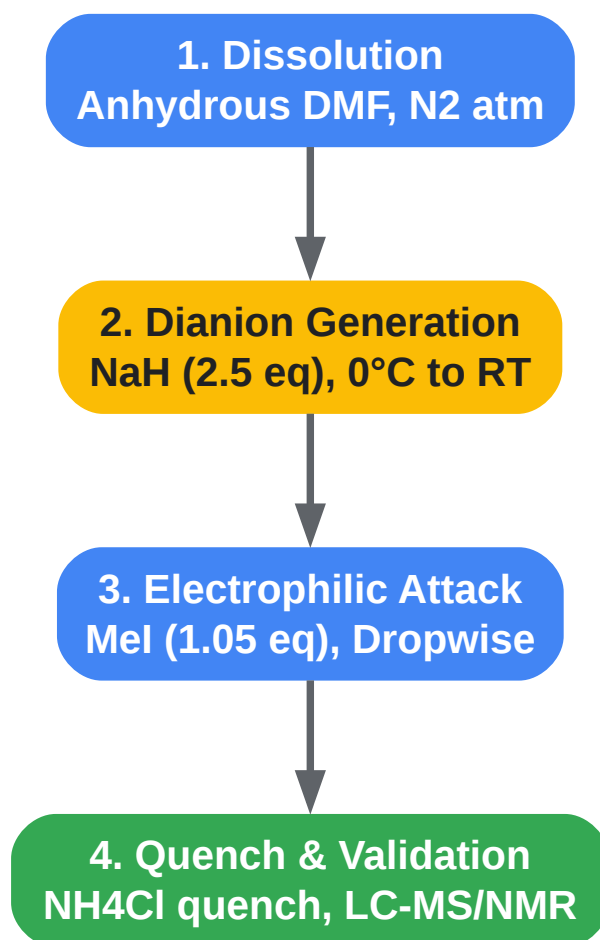 1. Dissolution
Anhydrous DMF, N2 atm
2. Dianion Generation
NaH (2.5 eq), 0°C to RT
3. Electrophilic Attack
MeI (1.05 eq), Dropwise
4. Quench & Validation
NH4Cl quench, LC-MS/NMR